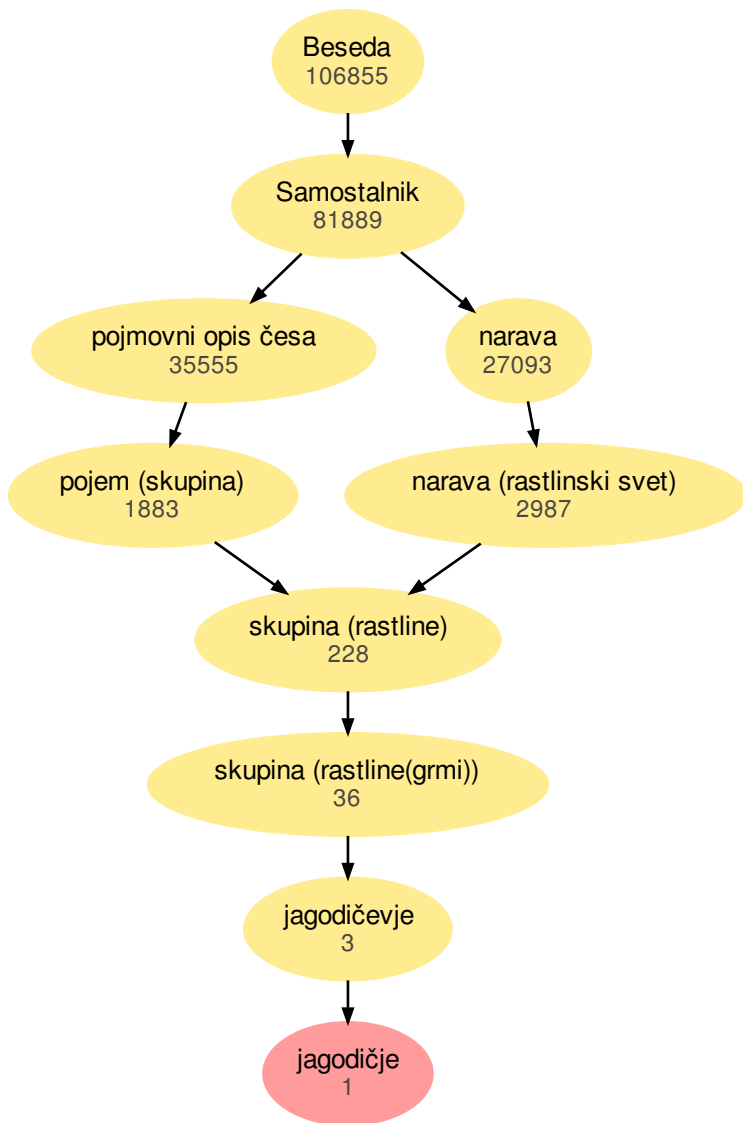 Beseda
106855
Samostalnik
81889
pojmovni opis česa
35555
narava
27093
pojem (skupina)
1883
narava (rastlinski svet)
2987
skupina (rastline)
228
skupina (rastline(grmi))
36
jagodičevje
3
jagodičje
1